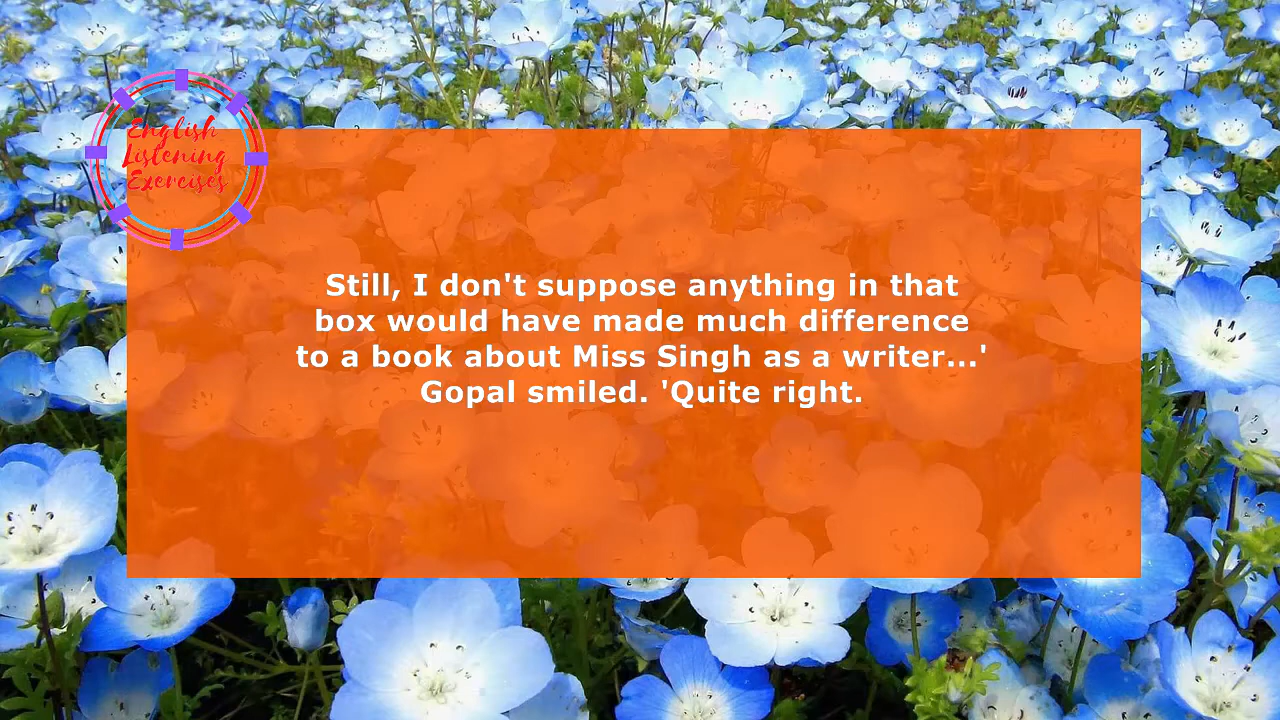 English
Listening
Exercises
Still, I don't suppose anything in that
box would have made much difference
to a book about Miss Singh as a writer...'
Gopal smiled. 'Quite right.